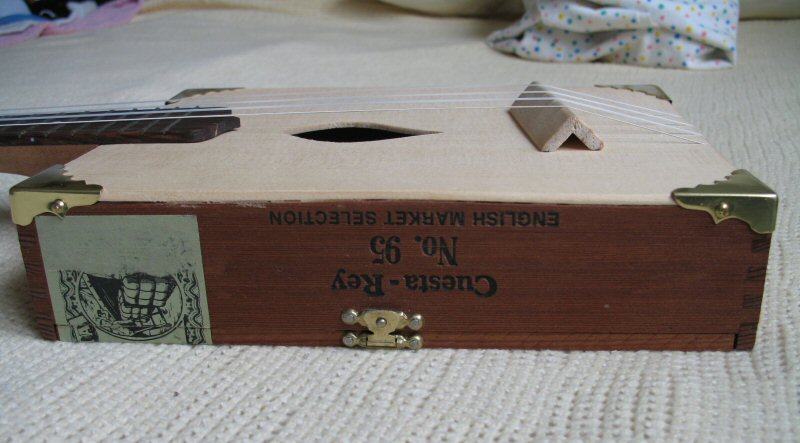 Cuesta-Rey
No. 95
ENGLISH MARKET SELECTION